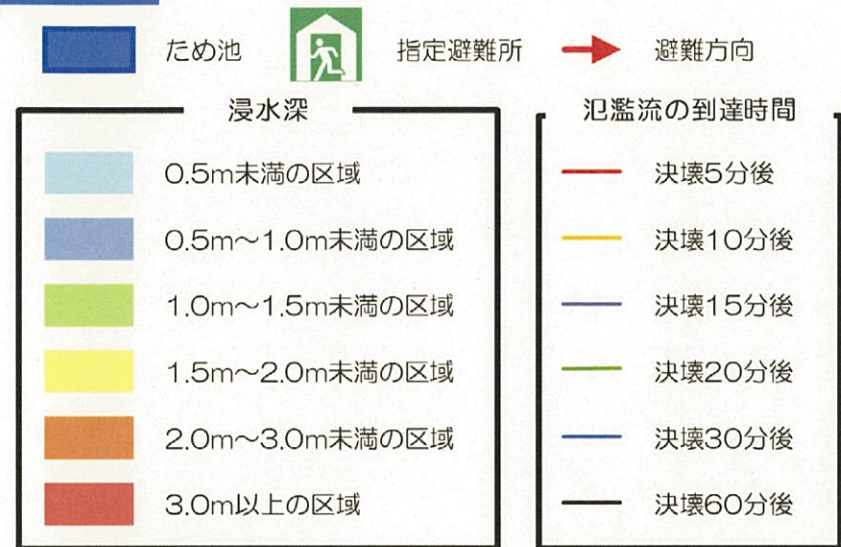 ため池 指定避難所 避難方向
浸水深
0.5m未満の区域
0.5m～1.0m未満の区域
1.0m～1.5m未満の区域
1.5m～2.0m未満の区域
2.0m～3.0m未満の区域
3.0m以上の区域
氾濫流の到達時間
決壊5分後
決壊10分後
決壊15分後
決壊20分後
決壊30分後
決壊60分後